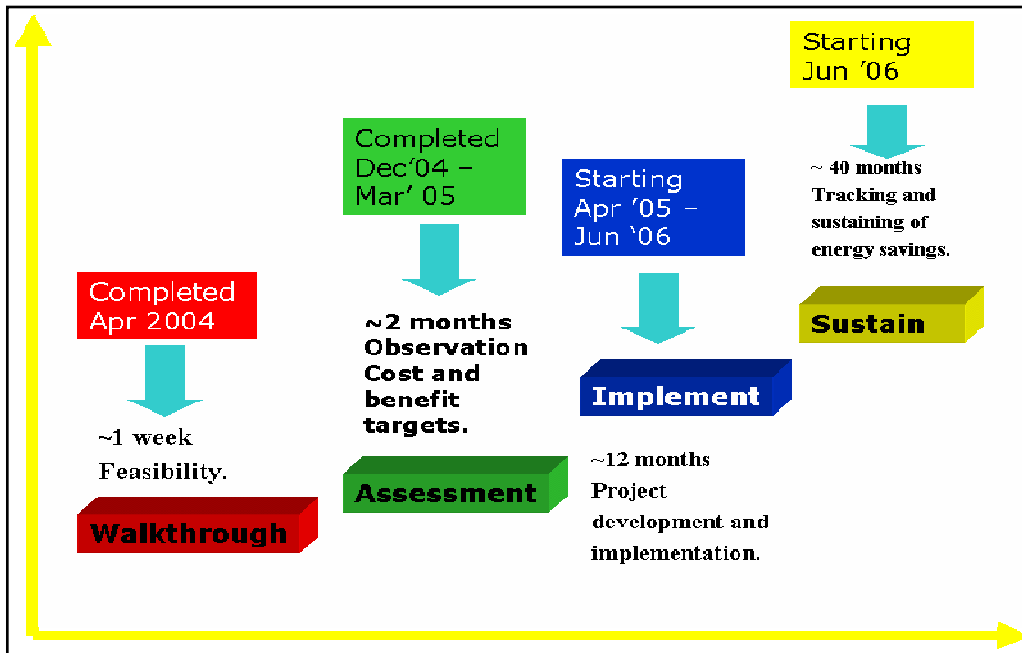 Completed
Apr 2004
~1 week
Feasibility.
Walkthrough
Completed
Dec'04 –
Mar' 05
~2 months
Observation
Cost and
benefit
targets.
Assessment
Starting
Apr ’05 –
Jun ‘06
Implement
~12 months
Project
development and
implementation.
Starting
Jun ’06
~ 40 months
Tracking and
sustaining of
energy savings.
Sustain